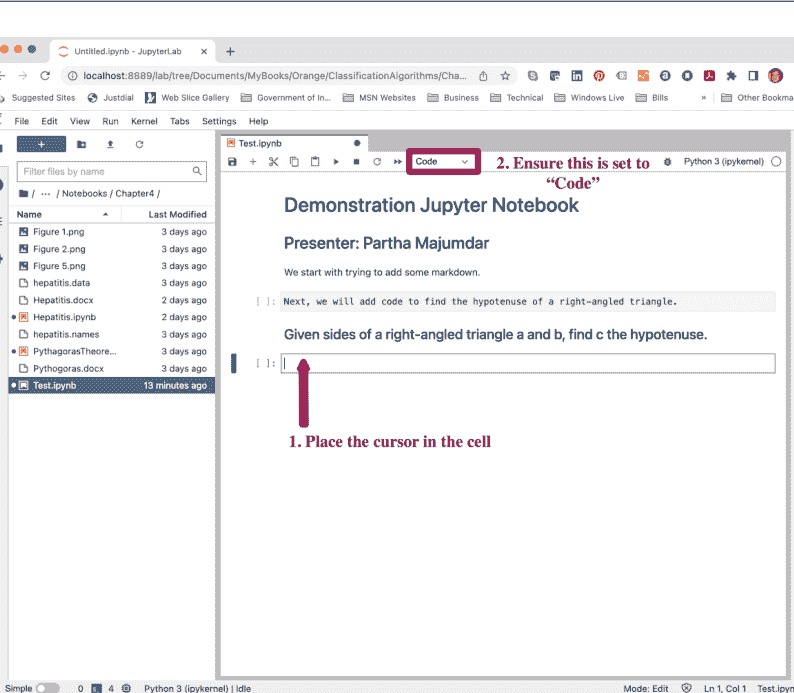 Untitled.ipynb - JupyterLab
localhost:8889/lab/tree/Documents/MyBooks/Orange/ClassificationAlgorithms/Cha...
Suggested Sites Justdial Web Slice Gallery Government of In... MSN Websites Business Technical Windows Live Bills » Other Bookma
File Edit View Run Kernel Tabs Settings Help
Test.ipynb
Code
2. Ensure this is set to
“Code”
Python 3 (ipykernel)
Filter files by name
/ ··· / Notebooks / Chapter4 /
Name Last Modified
Figure 1.png 3 days ago
Figure 2.png 3 days ago
Figure 5.png 3 days ago
hepatitis.data 3 days ago
Hepatitis.docx 2 days ago
Hepatitis.ipynb 2 days ago
hepatitis.names 3 days ago
PythagorasTheore... 3 days ago
Pythogoras.docx 3 days ago
Test.ipynb 13 minutes ago
Demonstration Jupyter Notebook
Presenter: Partha Majumdar
We start with trying to add some markdown.
[ ]: Next, we will add code to find the hypotenuse of a right-angled triangle.
Given sides of a right-angled triangle a and b, find c the hypotenuse.
[ ]:
1. Place the cursor in the cell
Simple 0 4 Python 3 (ipykernel) | Idle Mode: Edit Ln 1, Col 1 Test.ipyn